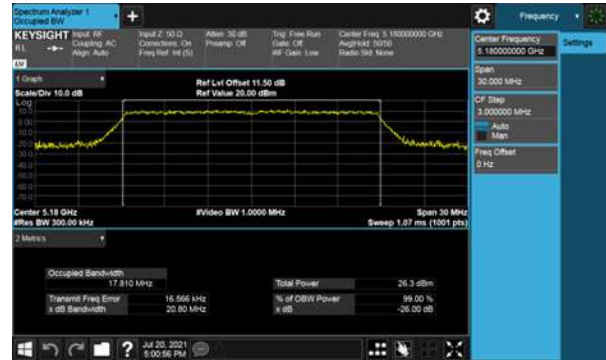 Spectrum Analyzer 1
Occupied BW
+
Frequency
KEYSIGHT
Input: RF
Coupling: AC
Align: Auto
Input Z: 50 Ω
Corrections: On
Freq Ref: Int (S)
Atten: 30 dB
Preamp: Off
Trig: Free Run
Gate: Off
#IF Gain: Low
Center Freq: 5.180000000 GHz
Avg|Hold: 50/50
Radio Std: None
RL
Center Frequency
5.180000000 GHz
Settings
Span
30.000 MHz
CF Step
3.000000 MHz
Auto
Man
Freq Offset
0 Hz
1 Graph
Scale/Div 10.0 dB
Ref Lvl Offset 11.50 dB
Ref Value 20.00 dBm
Log
10.0
0.00
Center 5.18 GHz
#Res BW 300.00 kHz
#Video BW 1.0000 MHz
Span 30 MHz
Sweep 1.07 ms (1001 pts)
2 Metrics
Occupied Bandwidth
17.810 MHz
Total Power 26.3 dBm
Transmit Freq Error 16.566 kHz
% of OBW Power 99.00 %
x dB Bandwidth 20.80 MHz
x dB -26.00 dB
?
Jul 20, 2021
5:00:56 PM